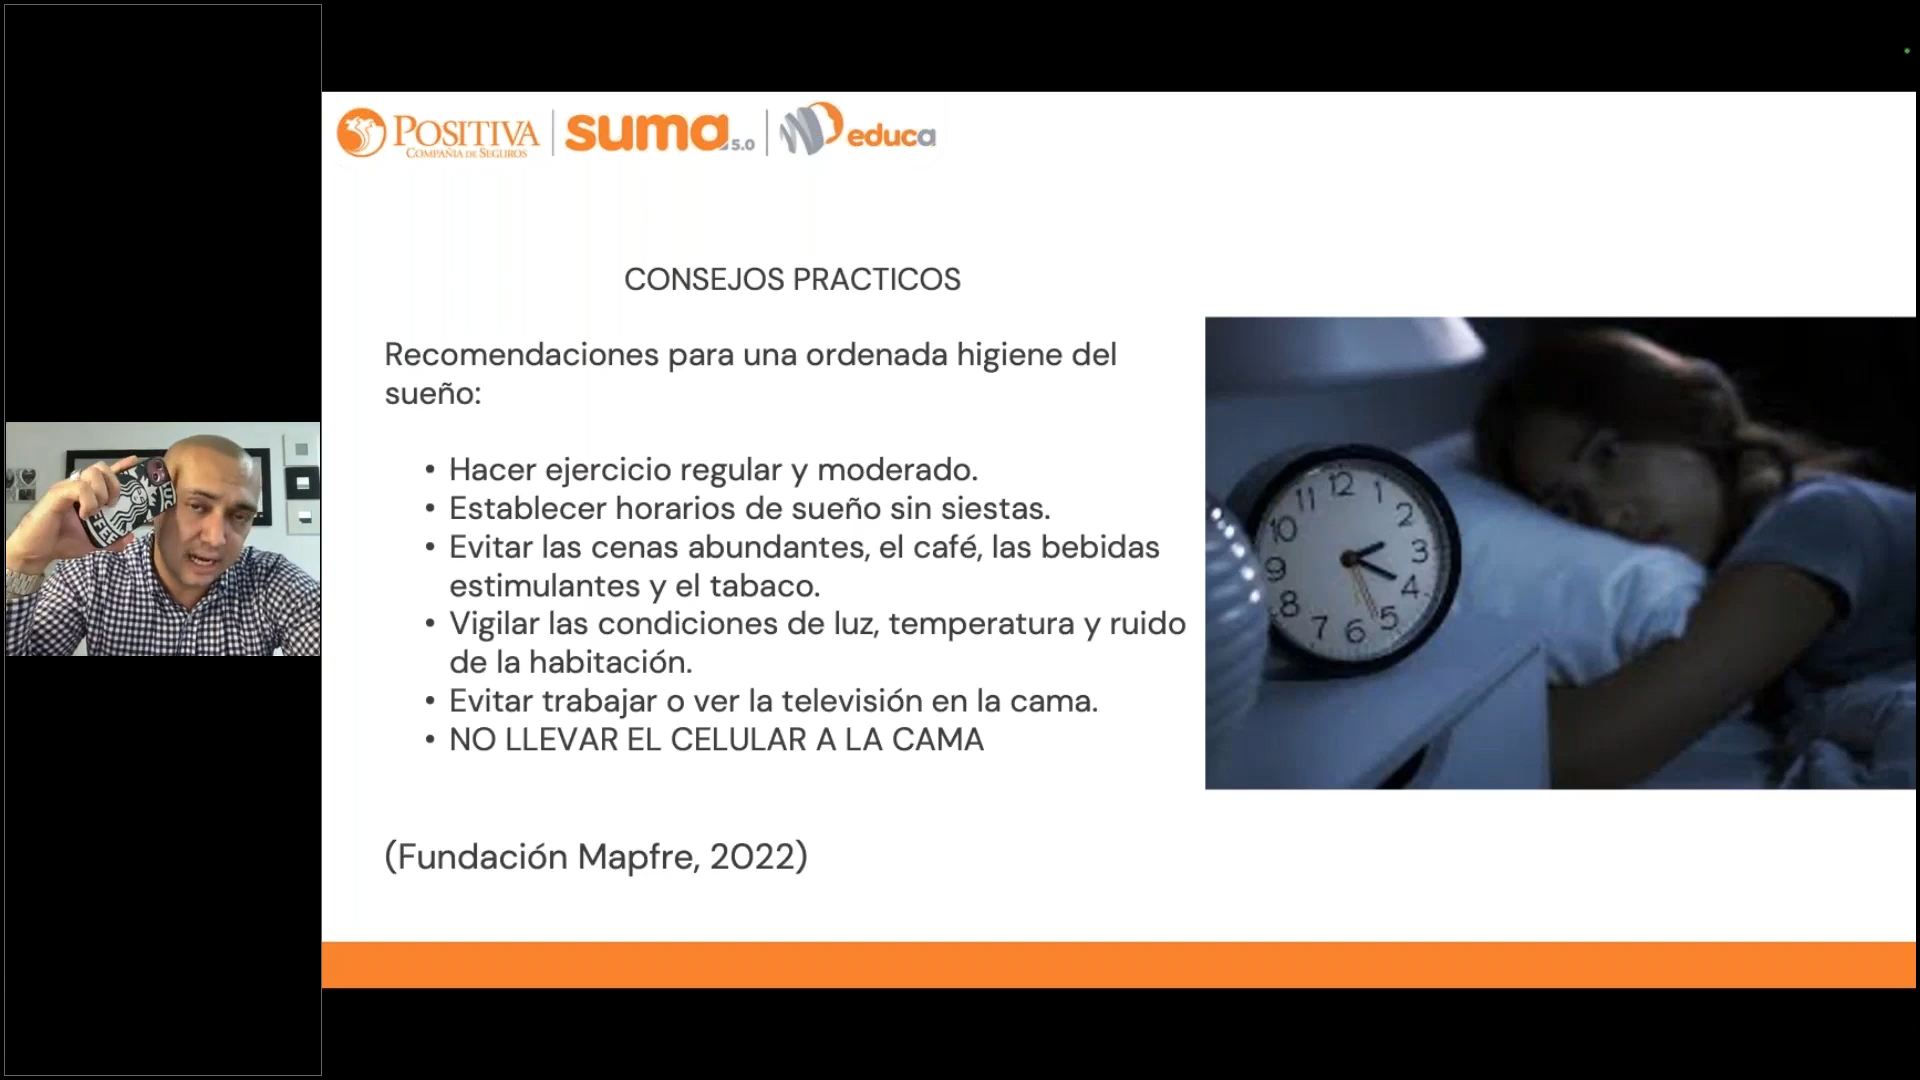 POSITIVA
COMPAÑIA DE SEGUROS
suma 5.0
educa
CONSEJOS PRACTICOS
Recomendaciones para una ordenada higiene del
sueño:
• Hacer ejercicio regular y moderado.
• Establecer horarios de sueño sin siestas.
• Evitar las cenas abundantes, el café, las bebidas
estimulantes y el tabaco.
• Vigilar las condiciones de luz, temperatura y ruido
de la habitación.
• Evitar trabajar o ver la televisión en la cama.
• NO LLEVAR EL CELULAR A LA CAMA
(Fundación Mapfre, 2022)
12
1
2
3
4
5
6
7
8
9
10
11